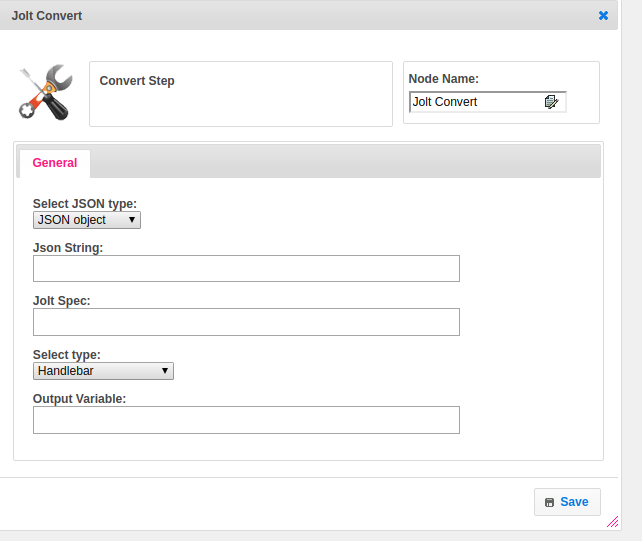 Jolt Convert
Convert Step
Node Name:
Jolt Convert
General
Select JSON type:
JSON object
Json String:
Jolt Spec:
Select type:
Handlebar
Output Variable:
Save